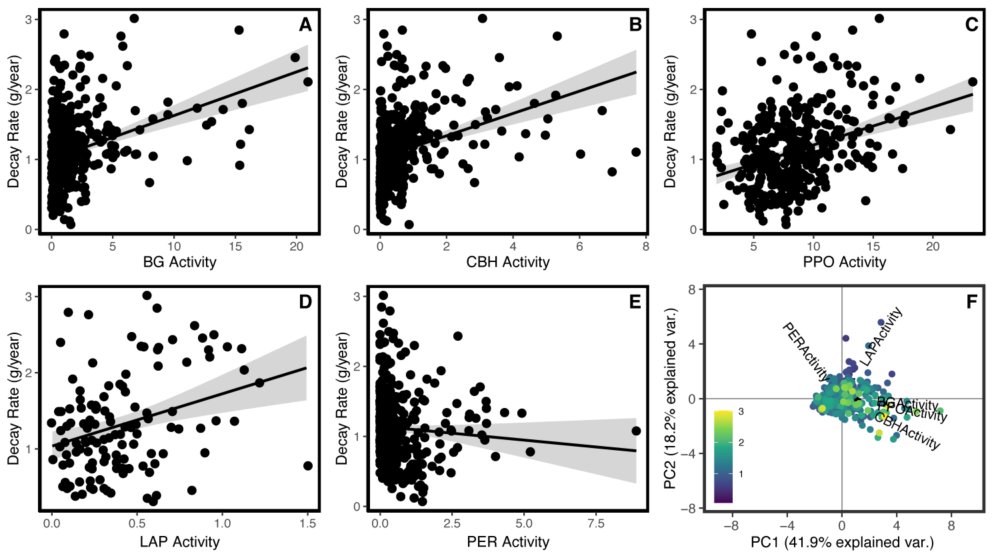 A
Decay Rate (g/year)
3
2
1
0
0 5 10 15 20
BG Activity
B
Decay Rate (g/year)
3
2
1
0
0 2 4 6 8
CBH Activity
C
Decay Rate (g/year)
3
2
1
0
5 10 15 20
PPO Activity
D
Decay Rate (g/year)
3
2
1
0.0 0.5 1.0 1.5
LAP Activity
E
Decay Rate (g/year)
3
2
1
0
0.0 2.5 5.0 7.5
PER Activity
F
PC2 (18.2% explained var.)
8
4
0
−4
−8
PERActivity
LAPActivity
BGActivity
PPOActivity
CBHActivity
3
2
1
−8 −4 0 4 8
PC1 (41.9% explained var.)